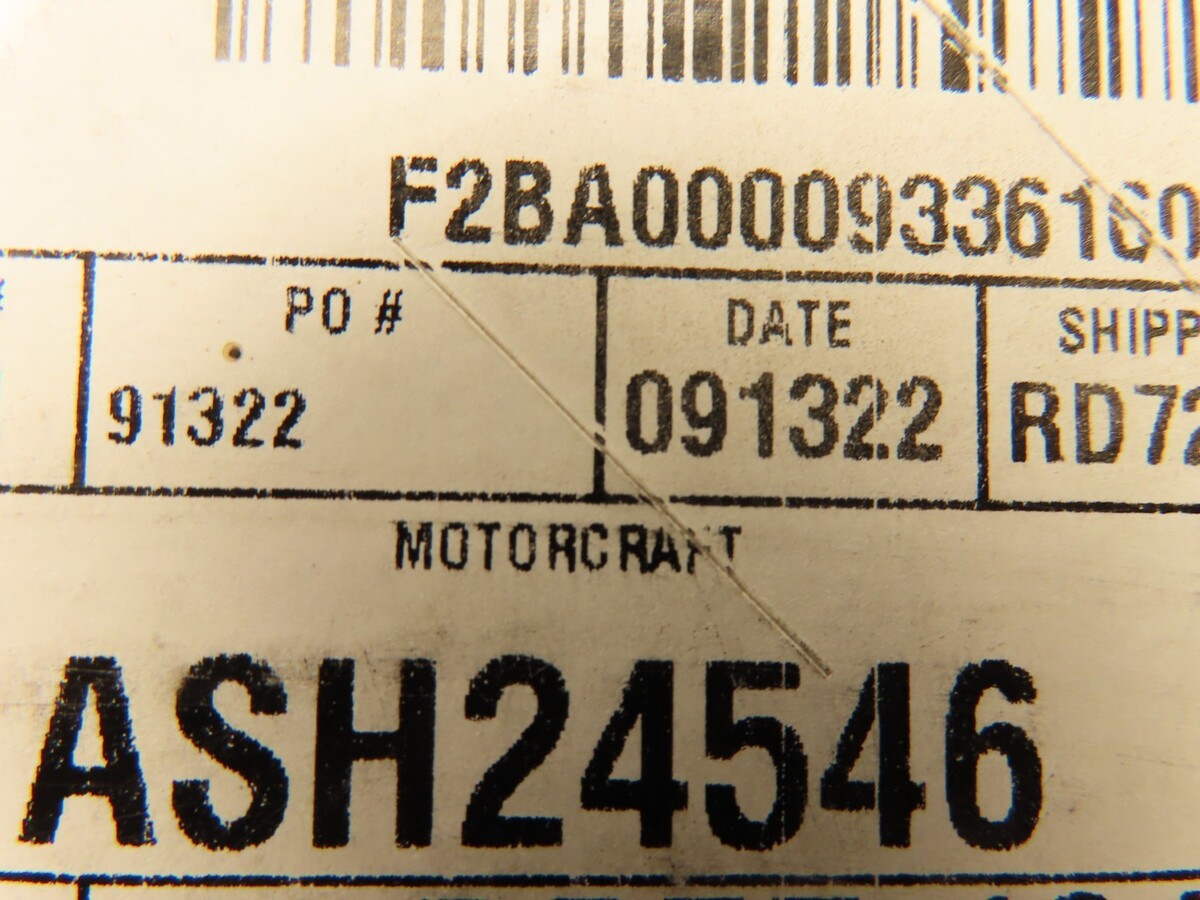 F2BA0000933616
PO #
DATE
091322
91322
MOTORCRAFT
ASH24546